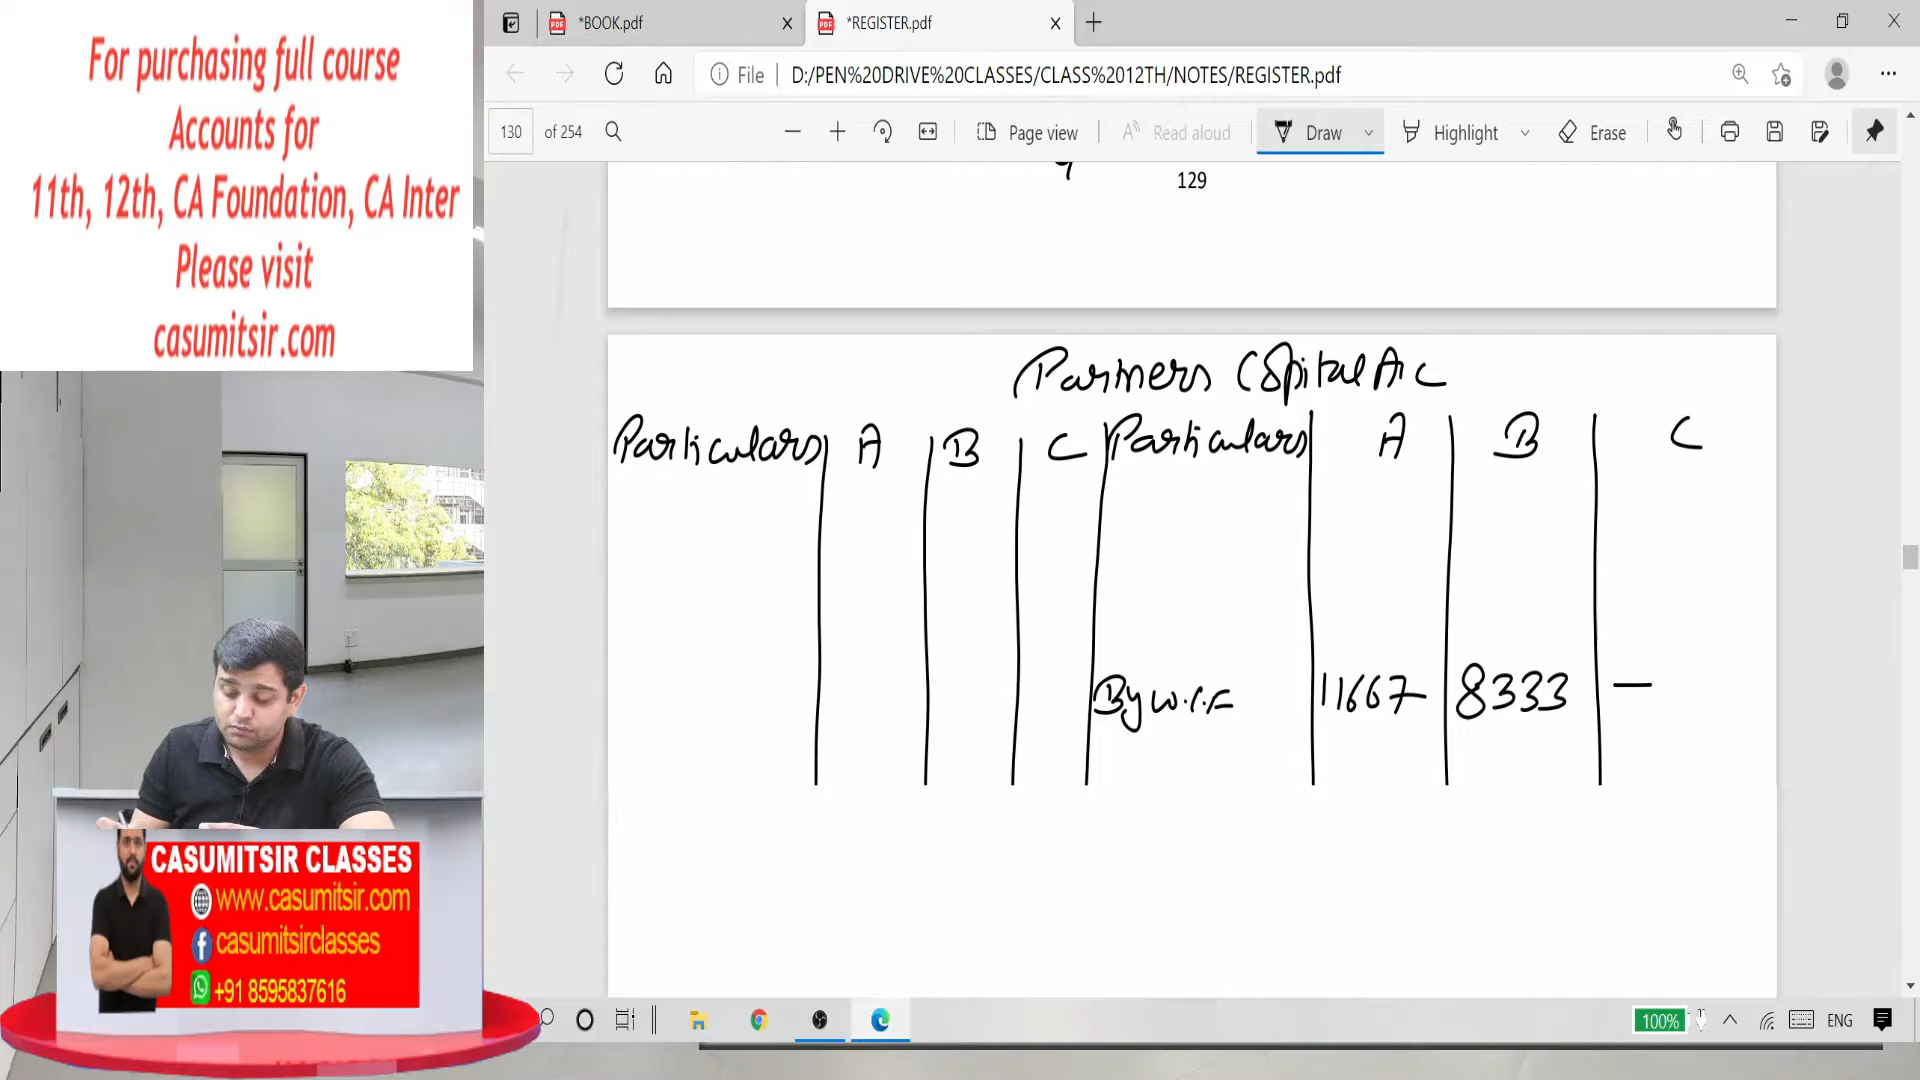 For purchasing full course
Accounts for
11th, 12th, CA Foundation, CA Inter
Please visit
casumitsir.com
*BOOK.pdf
*REGISTER.pdf
File
D:/PEN%20DRIVE%20CLASSES/CLASS%2012TH/NOTES/REGISTER.pdf
130 of 254
Page view
Read aloud
Draw
Highlight
Erase
129
Partners Capital A/c
Particulars A B C Particulars A B C
By W.C.F 11667 8333 —
CASUMITSIR CLASSES
www.casumitsir.com
casumitsirclasses
+91 8595837616
100%
ENG